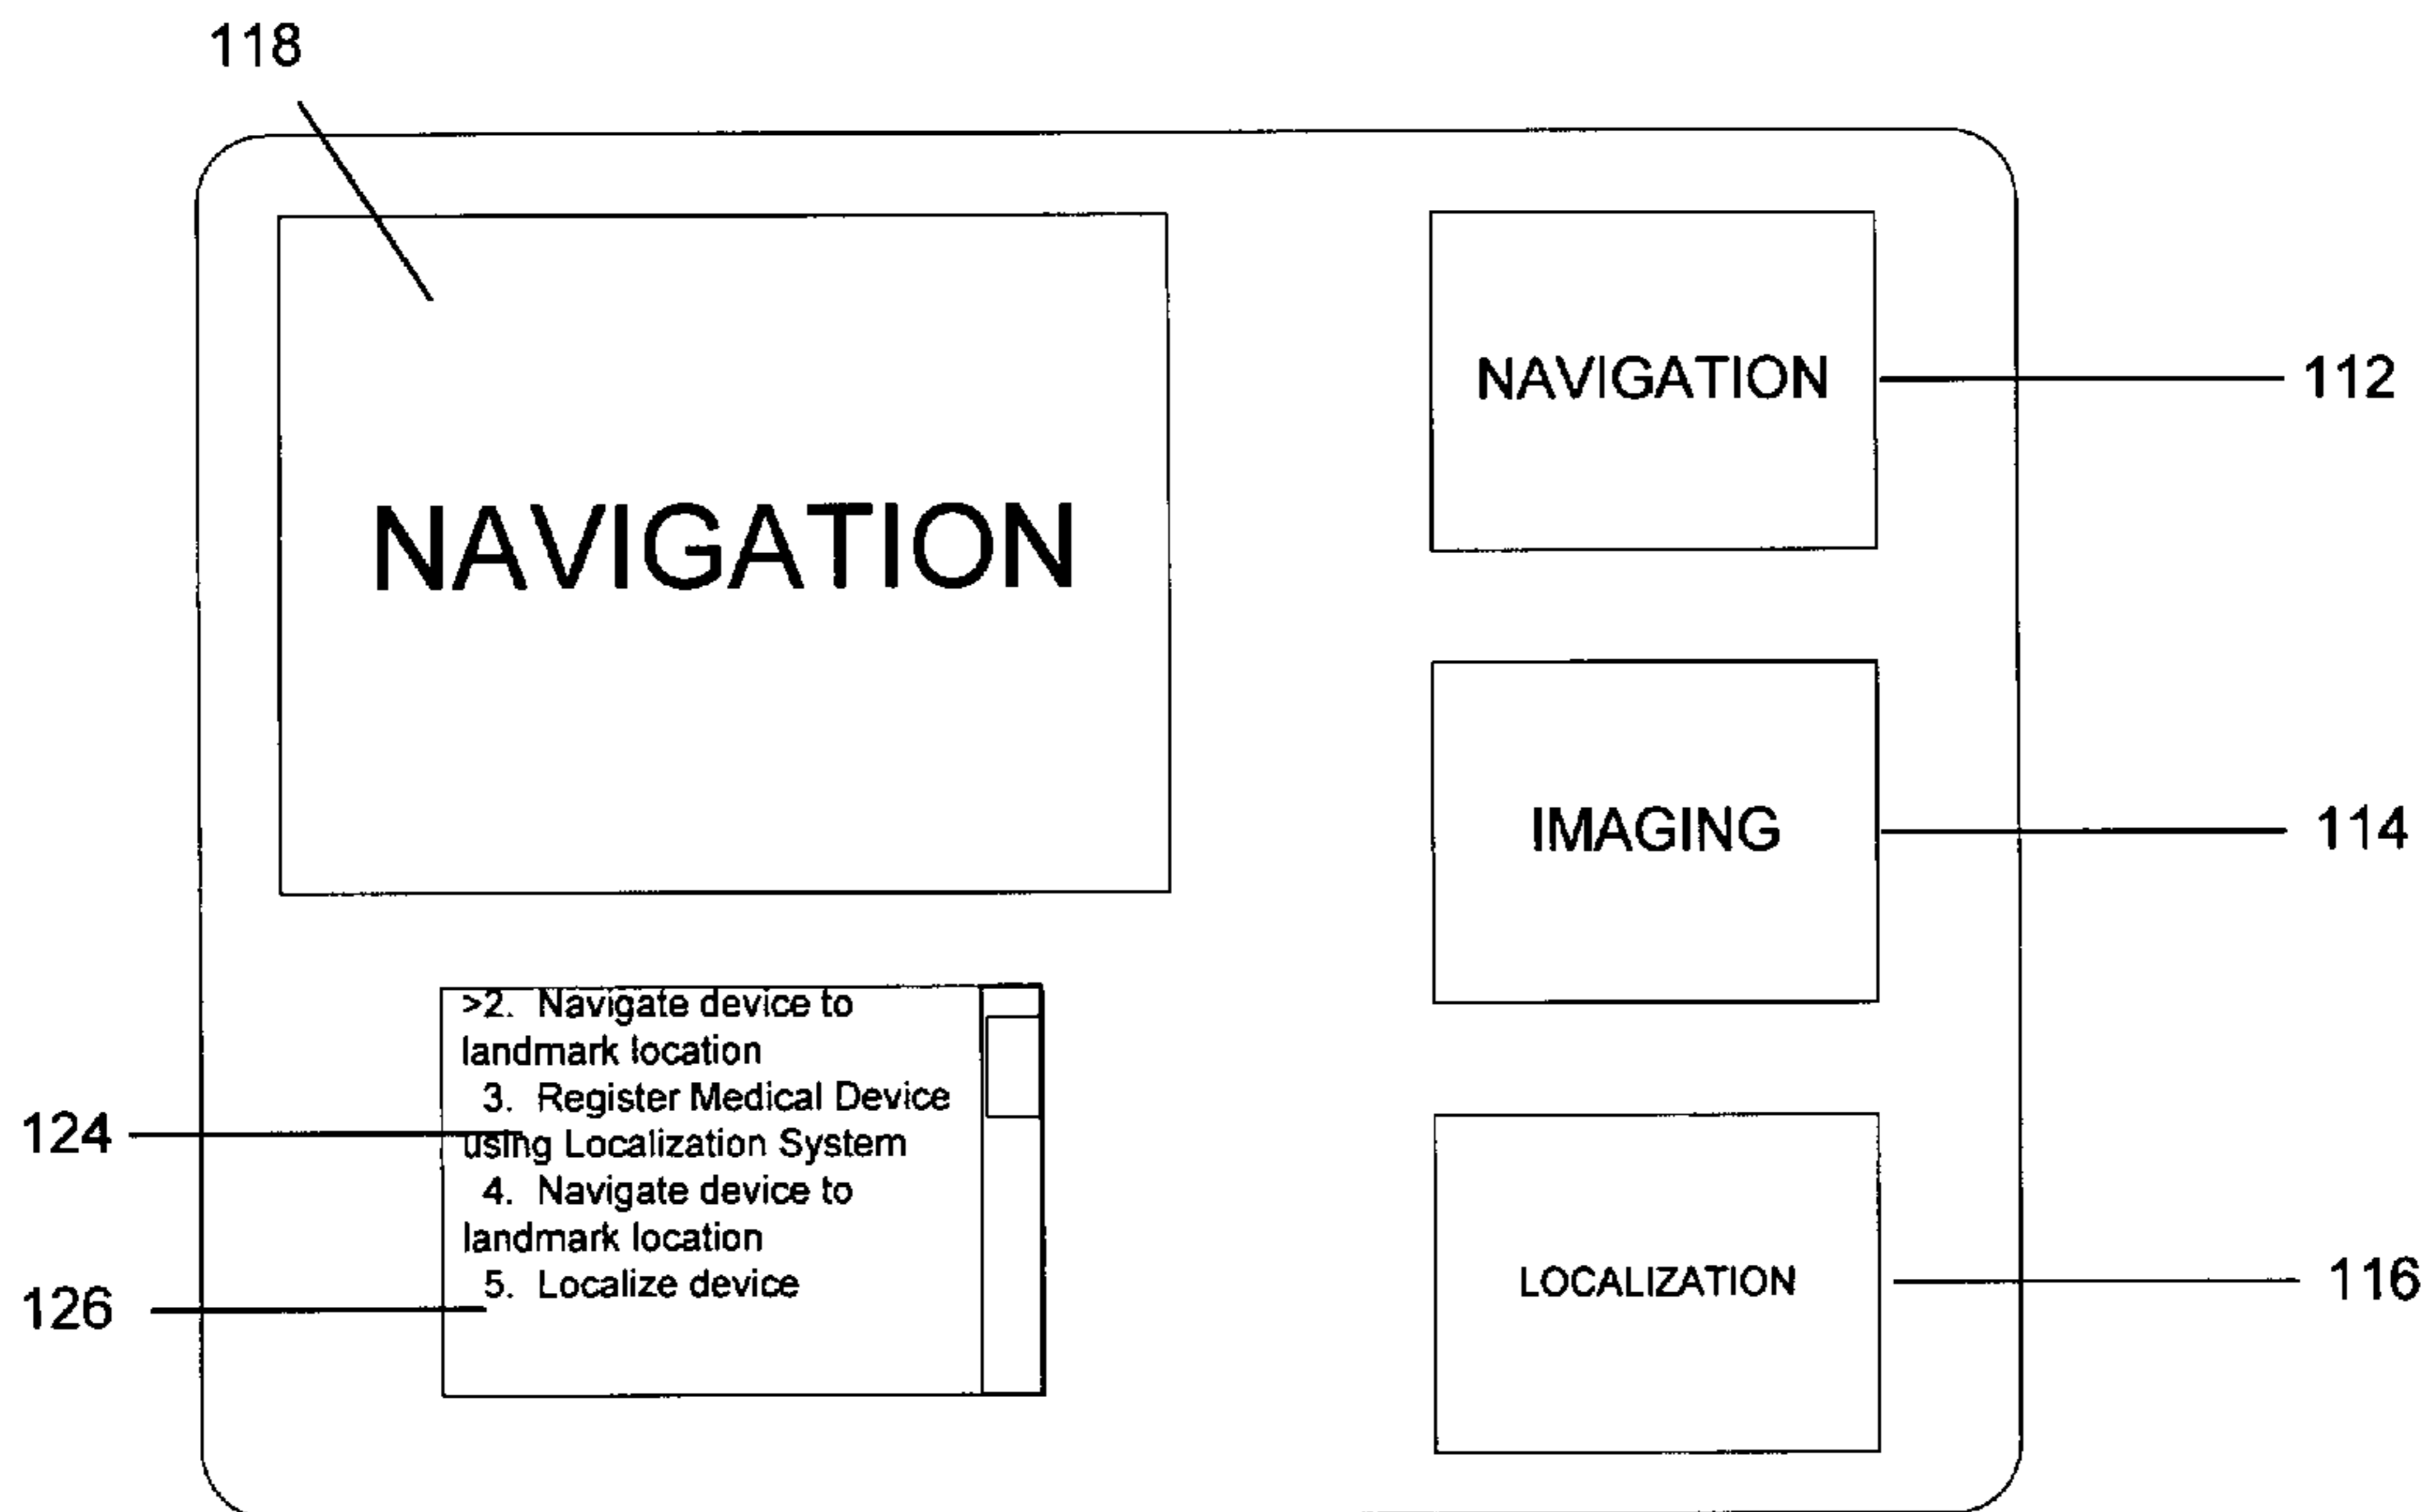 118
NAVIGATION
NAVIGATION
112
IMAGING
114
>2. Navigate device to
landmark location
3. Register Medical Device
using Localization System
4. Navigate device to
landmark location
5. Localize device
124
126
LOCALIZATION
116